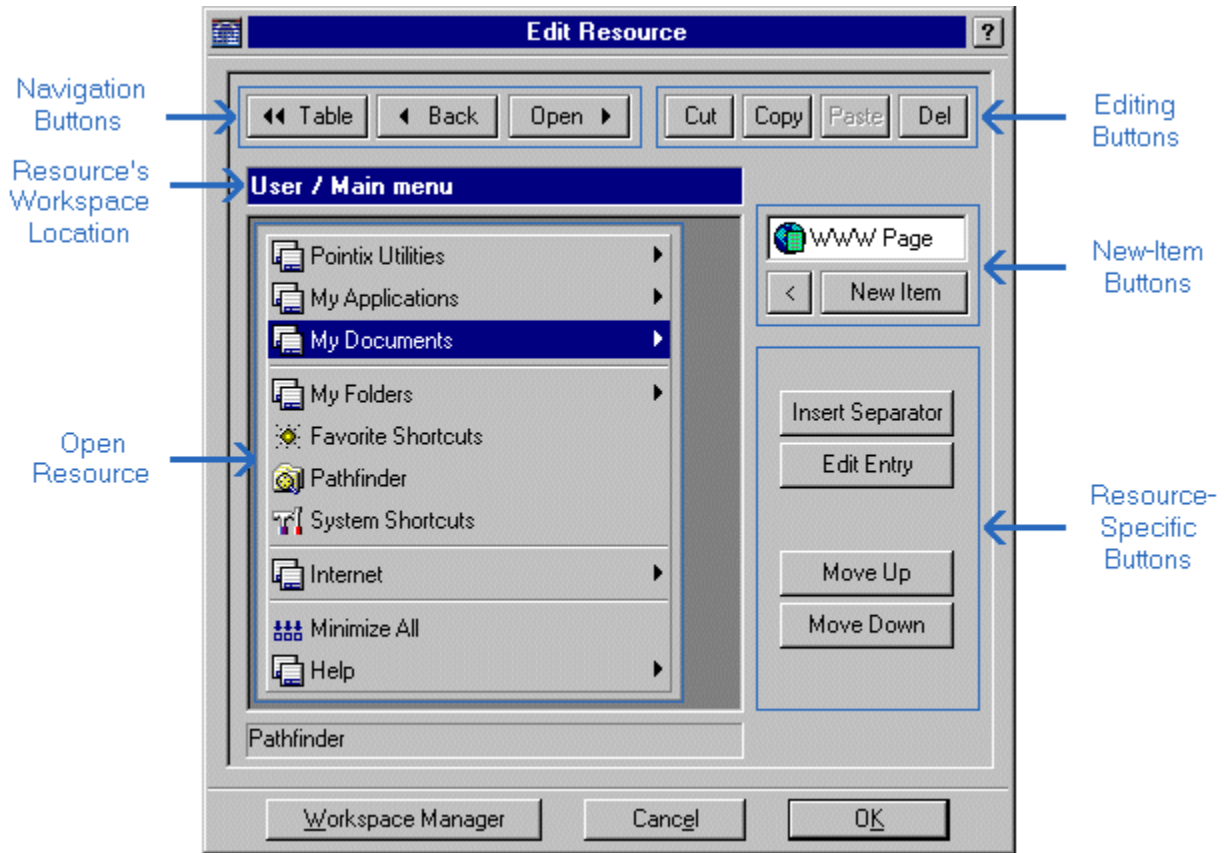 Edit Resource
?
Navigation
Buttons
Table
Back
Open
Cut
Copy
Paste
Del
Editing
Buttons
Resource's
Workspace
Location
User / Main menu
Pointix Utilities
My Applications
My Documents
My Folders
Favorite Shortcuts
Pathfinder
System Shortcuts
Internet
Minimize All
Help
Open
Resource
WWW Page
<
New Item
New-Item
Buttons
Insert Separator
Edit Entry
Move Up
Move Down
Resource-
Specific
Buttons
Pathfinder
Workspace Manager
Cancel
OK